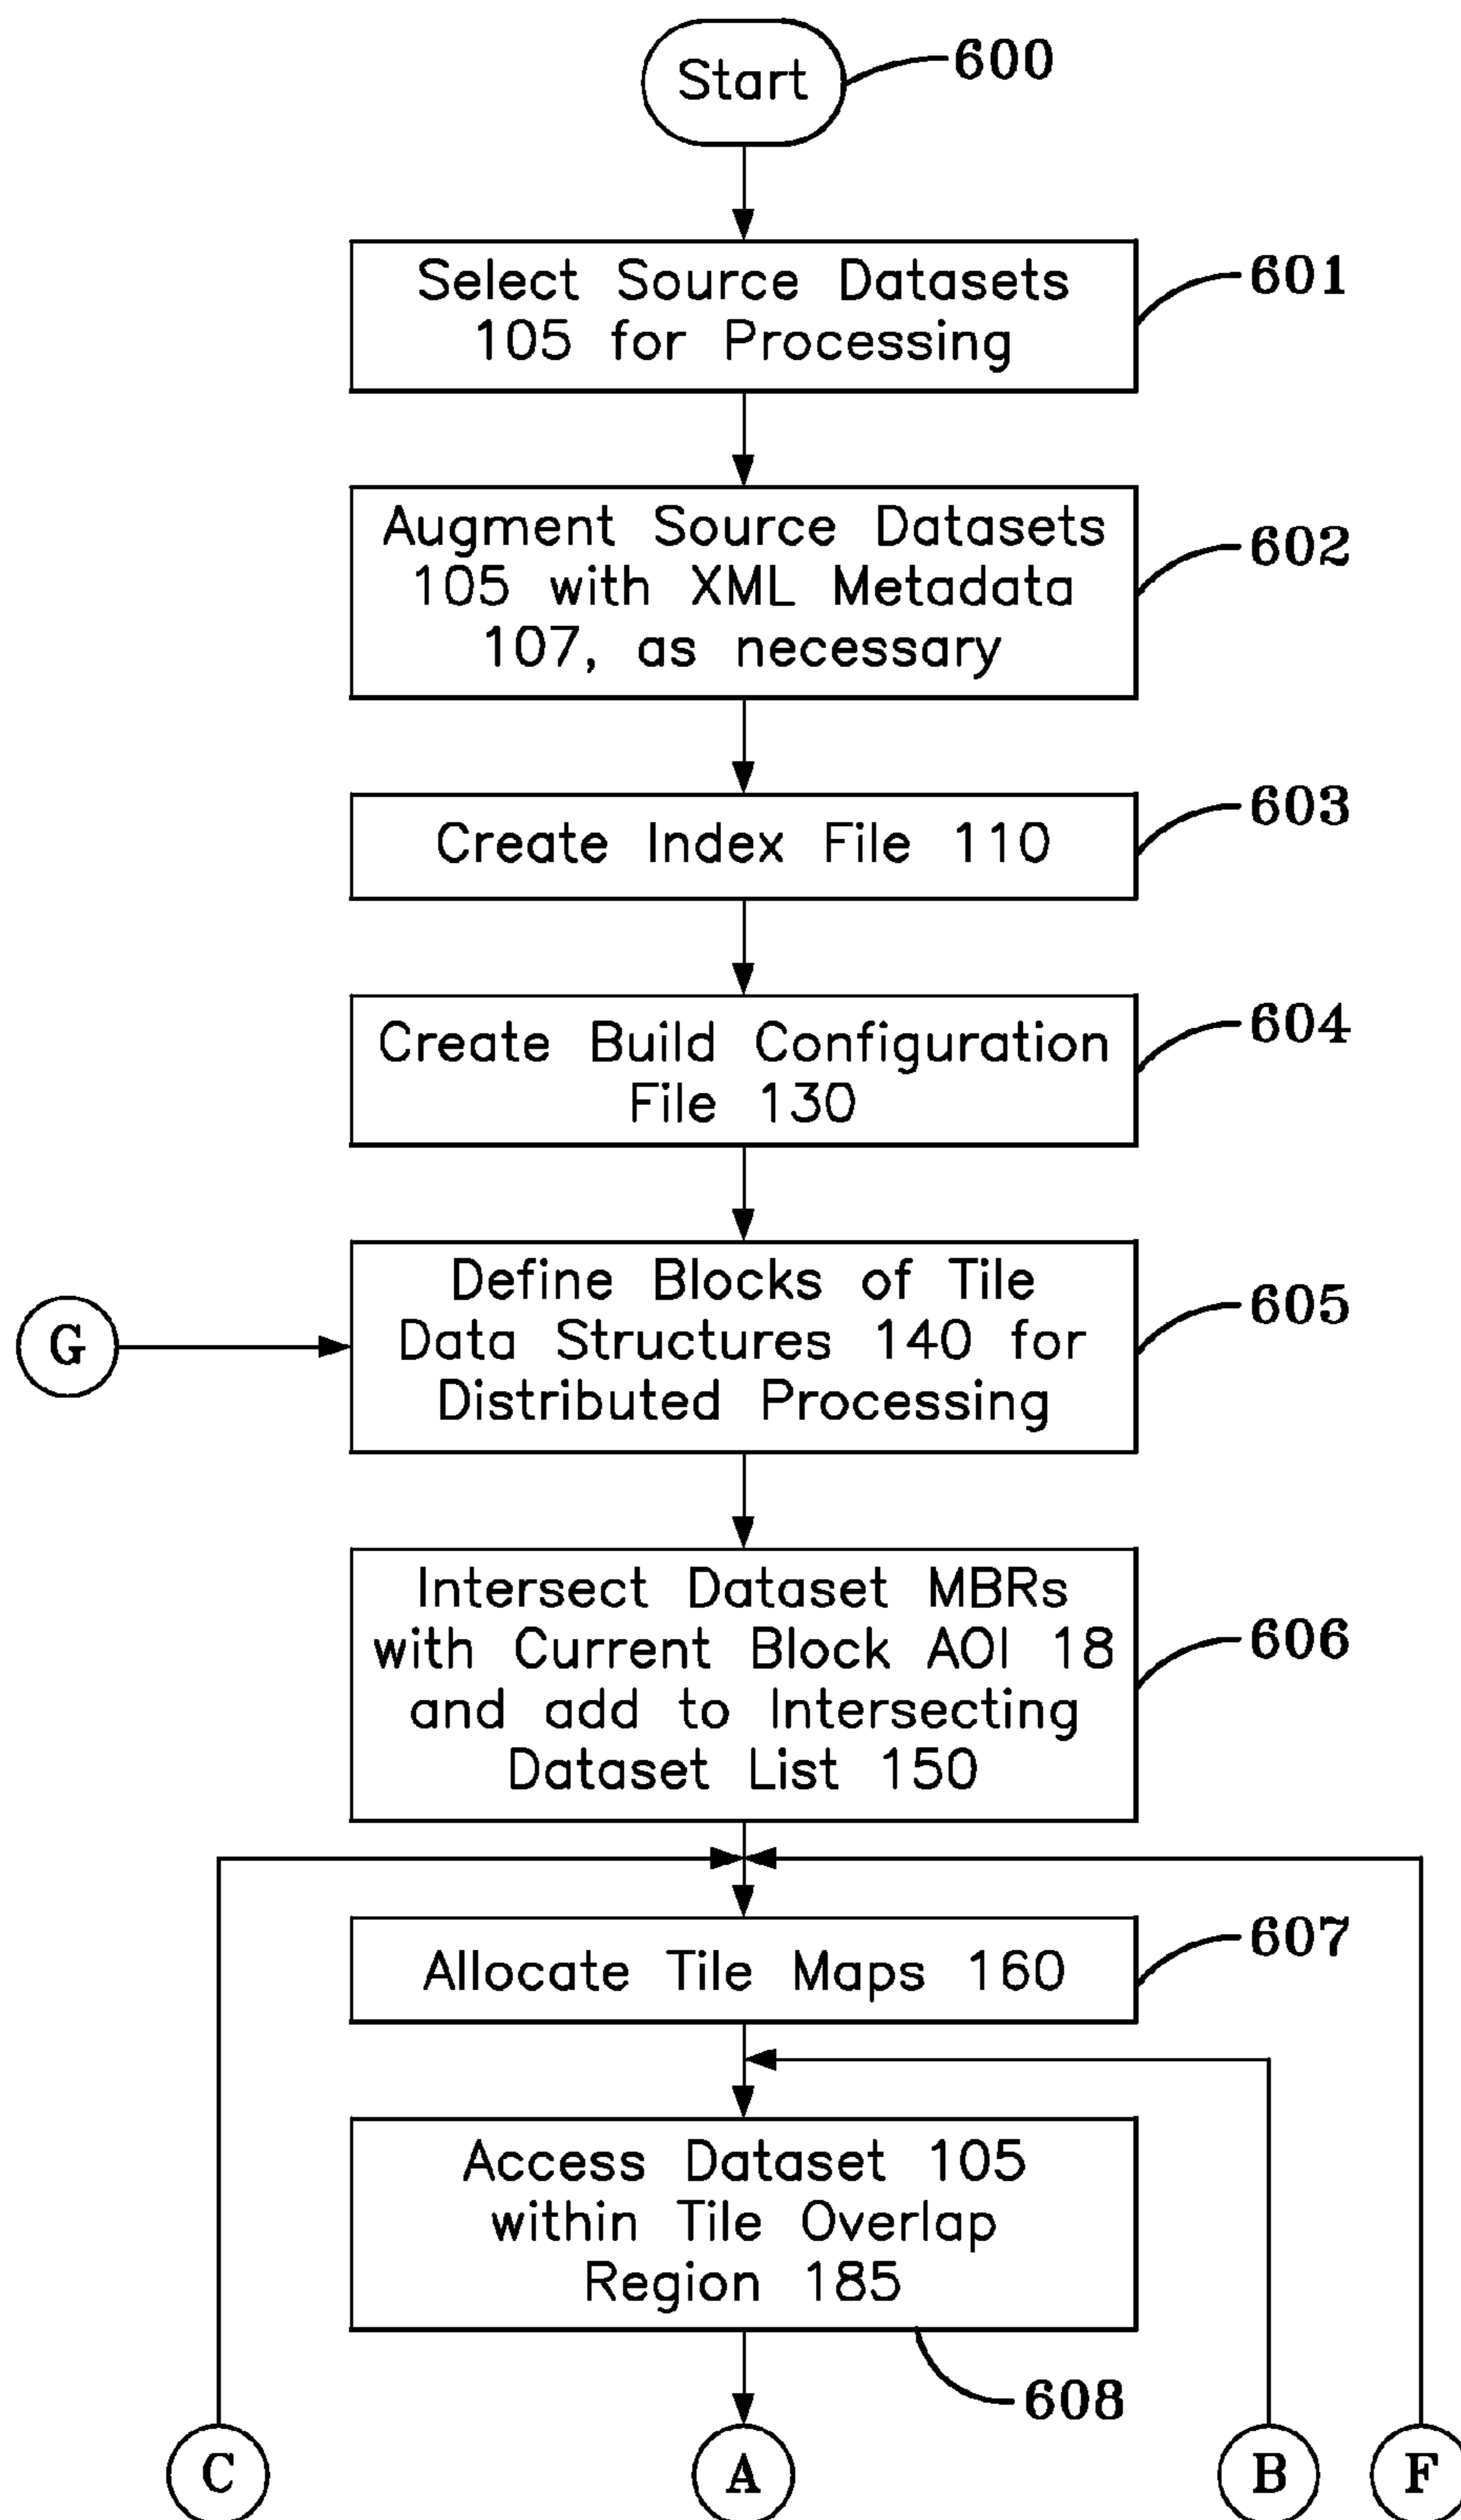 Start
600
Select Source Datasets
105 for Processing
601
Augment Source Datasets
105 with XML Metadata
107, as necessary
602
Create Index File 110
603
Create Build Configuration
File 130
604
G
Define Blocks of Tile
Data Structures 140 for
Distributed Processing
605
Intersect Dataset MBRs
with Current Block AOI 18
and add to Intersecting
Dataset List 150
606
Allocate Tile Maps 160
607
Access Dataset 105
within Tile Overlap
Region 185
608
C
A
B
F